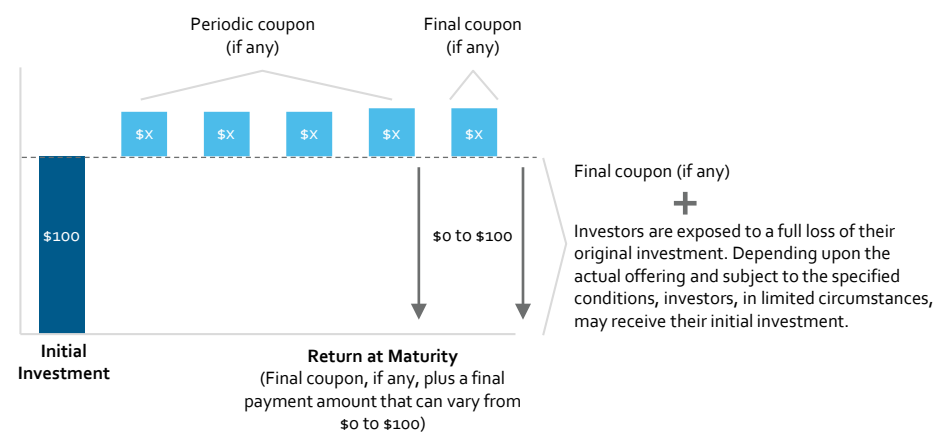 Periodic coupon
(if any)
Final coupon
(if any)
$X
$X
$X
$X
$X
$100
$0 to $100
Final coupon (if any)
+
Investors are exposed to a full loss of their
original investment. Depending upon the
actual offering and subject to the specified
conditions, investors, in limited circumstances,
may receive their initial investment.
Initial
Investment
Return at Maturity
(Final coupon, if any, plus a final
payment amount that can vary from
$0 to $100)